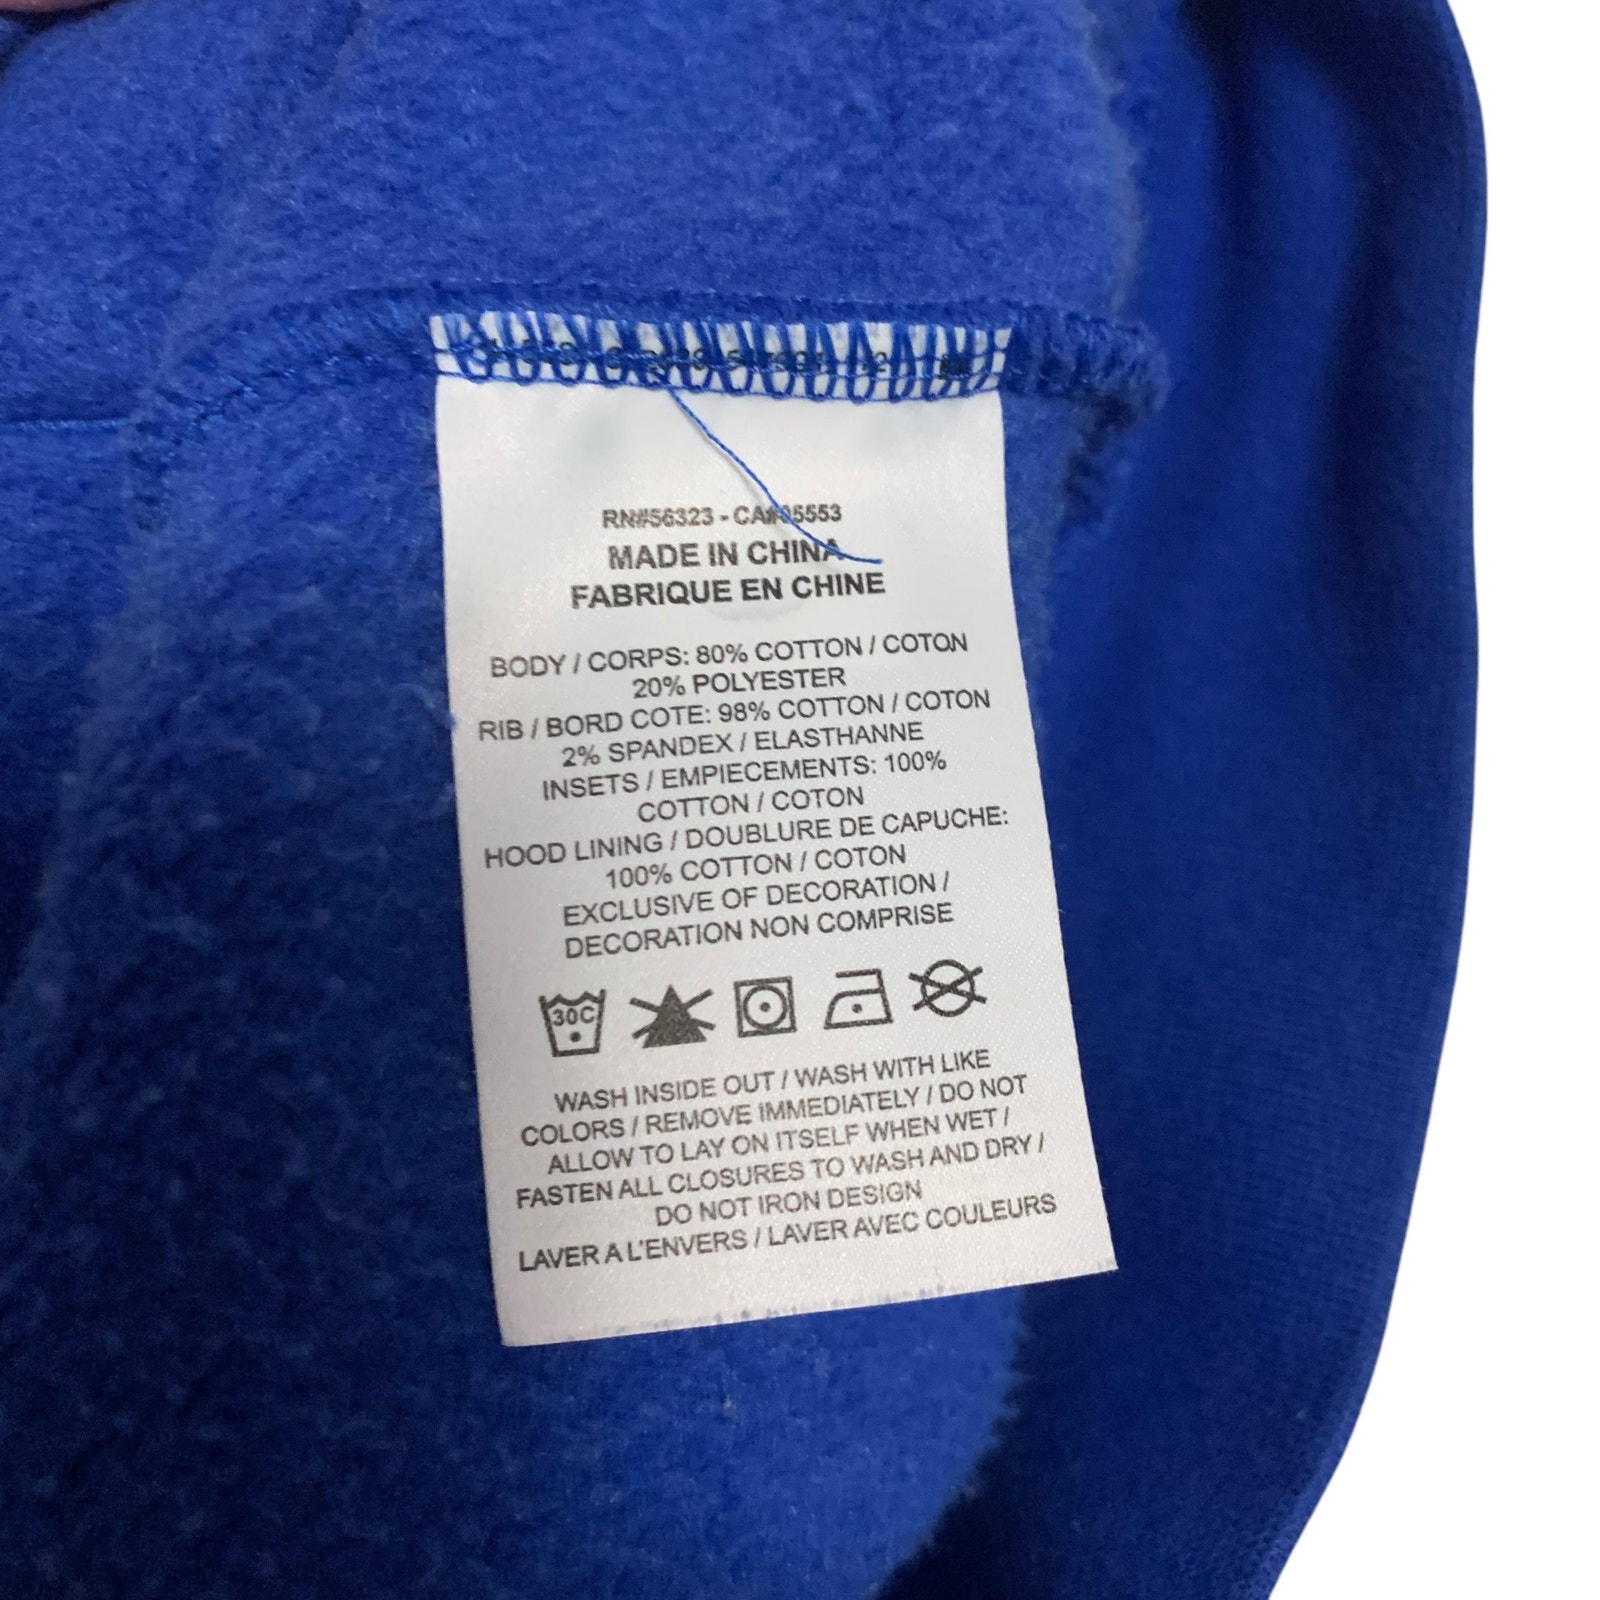 RN#56323 - CA#05553
MADE IN CHINA
FABRIQUE EN CHINE
BODY / CORPS: 80% COTTON / COTON
20% POLYESTER
RIB / BORD COTE: 98% COTTON / COTON
2% SPANDEX / ELASTHANNE
INSETS / EMPIECEMENTS: 100%
COTTON / COTON
HOOD LINING / DOUBLURE DE CAPUCHE:
100% COTTON / COTON
EXCLUSIVE OF DECORATION /
DECORATION NON COMPRISE
30C
WASH INSIDE OUT / WASH WITH LIKE
COLORS / REMOVE IMMEDIATELY / DO NOT
ALLOW TO LAY ON ITSELF WHEN WET /
FASTEN ALL CLOSURES TO WASH AND DRY /
DO NOT IRON DESIGN
LAVER A L'ENVERS / LAVER AVEC COULEURS